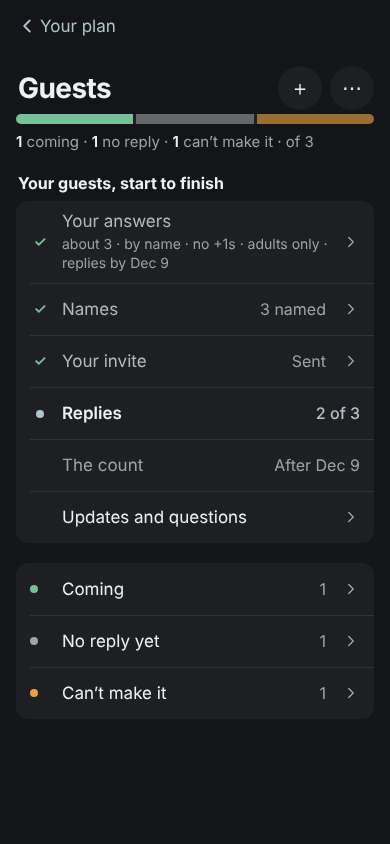 Your plan
Guests
1 coming · 1 no reply · 1 can’t make it · of 3
Your guests, start to finish
Your answers
about 3 · by name · no +1s · adults only ·
replies by Dec 9
Names 3 named
Your invite Sent
Replies 2 of 3
The count After Dec 9
Updates and questions
Coming 1
No reply yet 1
Can’t make it 1